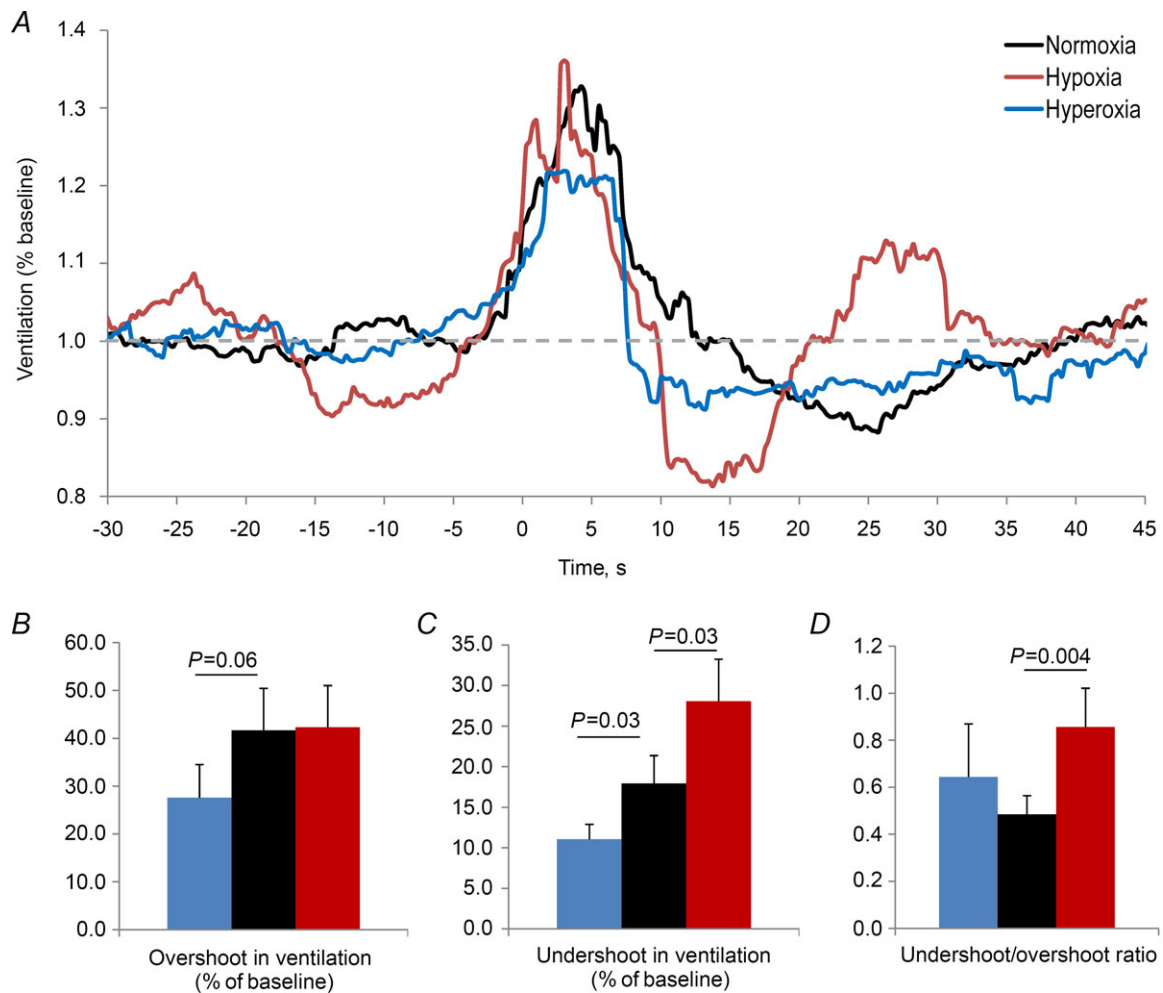 A
1.4
1.3
1.2
1.1
1.0
0.9
0.8
Ventilation (% baseline)
Normoxia
Hypoxia
Hyperoxia
-30 -25 -20 -15 -10 -5 0 5 10 15 20 25 30 35 40 45
Time, s
B
60.0
50.0
40.0
30.0
20.0
10.0
0.0
P=0.06
Overshoot in ventilation
(% of baseline)
C
35.0
30.0
25.0
20.0
15.0
10.0
5.0
0.0
P=0.03
P=0.03
Undershoot in ventilation
(% of baseline)
D
1.2
1.0
0.8
0.6
0.4
0.2
0.0
P=0.004
Undershoot/overshoot ratio